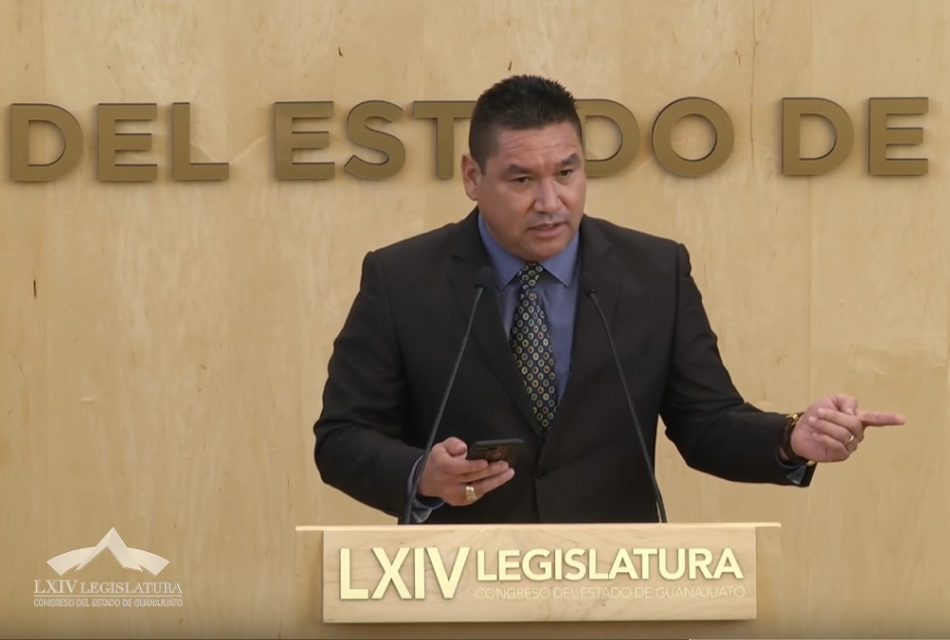 DEL ESTADO DE
LXIV LEGISLATURA
CONGRESO DEL ESTADO DE GUANAJUATO
LXIV LEGISLATURA
CONGRESO DEL ESTADO DE GUANAJUATO